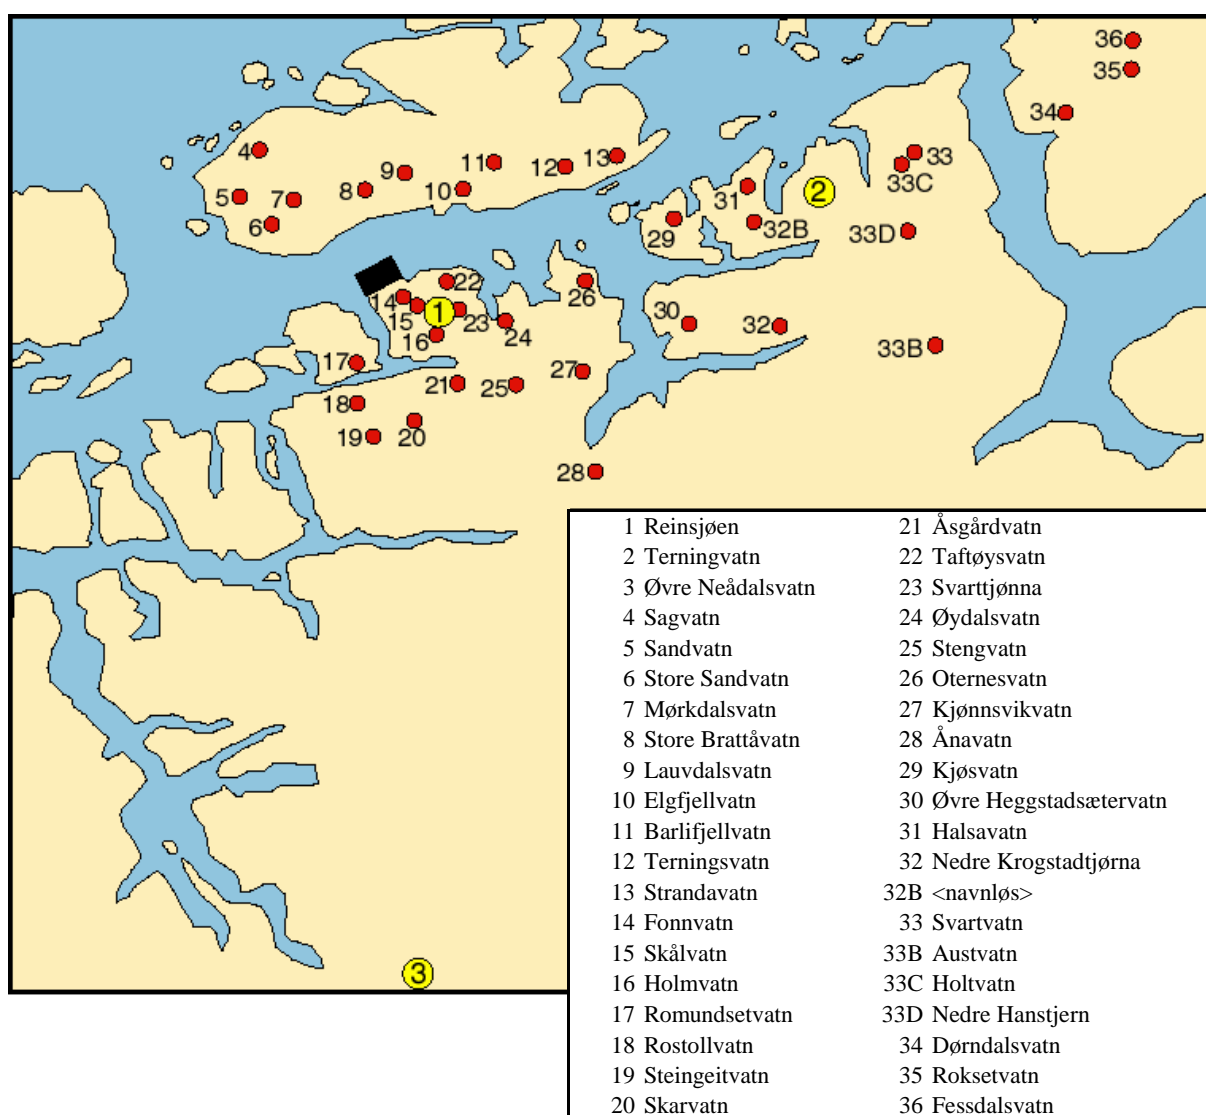 36
35
34
4
9
11
12
13
33
33C
5
7
8
10
6
31
2
29
32B
33D
22
14
15
1
23
24
26
30
32
33B
16
17
21
25
27
18
19
20
28
3
1 Reinsjøen
2 Terningvatn
3 Øvre Neådalsvatn
4 Sagvatn
5 Sandvatn
6 Store Sandvatn
7 Mørkdalsvatn
8 Store Brattåvatn
9 Lauvdalsvatn
10 Elgfjellvatn
11 Barlifjellvatn
12 Terningsvatn
13 Strandavatn
14 Fonnvatn
15 Skålvatn
16 Holmvatn
17 Romundsetvatn
18 Rostollvatn
19 Steingeitvatn
20 Skarvatn
21 Åsgårdvatn
22 Taftøysvatn
23 Svarttjønna
24 Øydalsvatn
25 Stengvatn
26 Oternesvatn
27 Kjønnsvikvatn
28 Ånavatn
29 Kjøsvatn
30 Øvre Heggstadsætervatn
31 Halsavatn
32 Nedre Krogstadtjørna
32B <navnløs>
33 Svartvatn
33B Austvatn
33C Holtvatn
33D Nedre Hanstjern
34 Dørndalsvatn
35 Roksetvatn
36 Fessdalsvatn